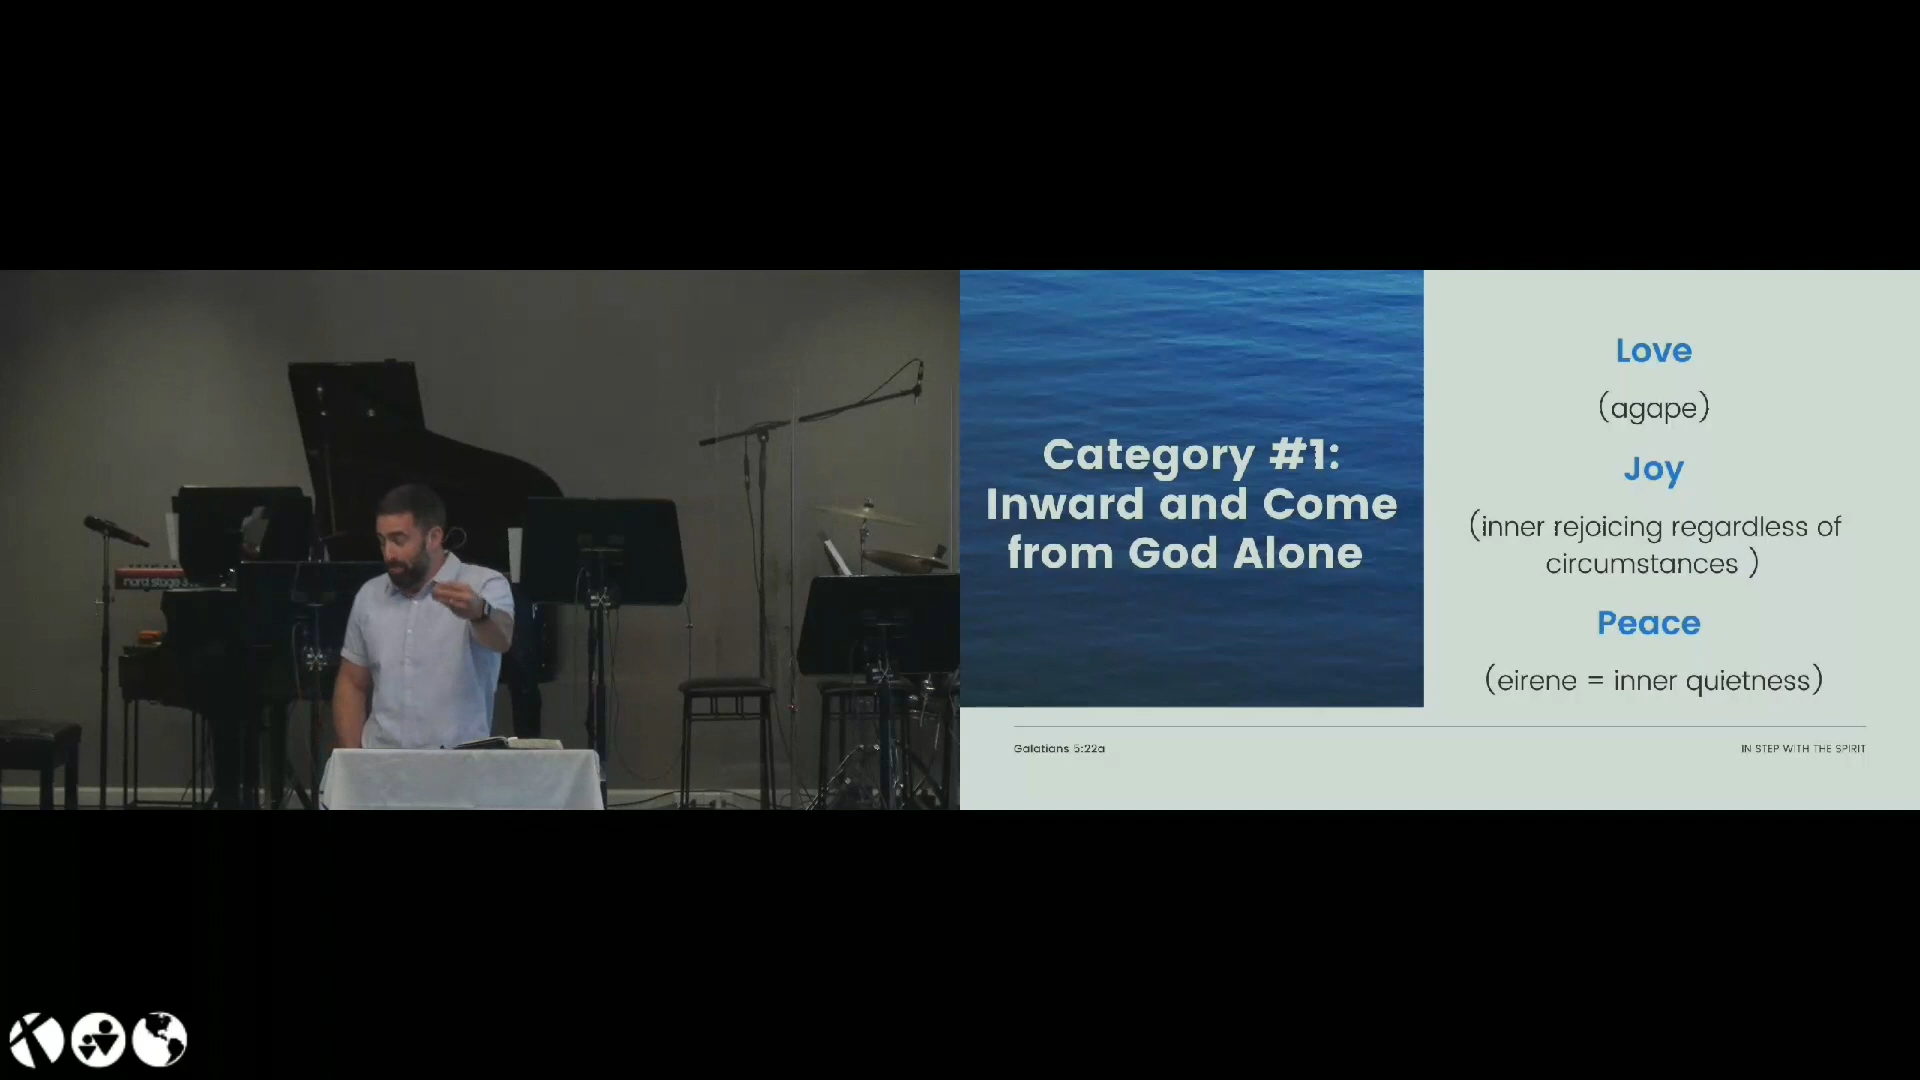 nord stage 3
Category #1:
Inward and Come
from God Alone
Love
(agape)
Joy
(inner rejoicing regardless of
circumstances )
Peace
(eirene = inner quietness)
Galatians 5:22a
IN STEP WITH THE SPIRIT